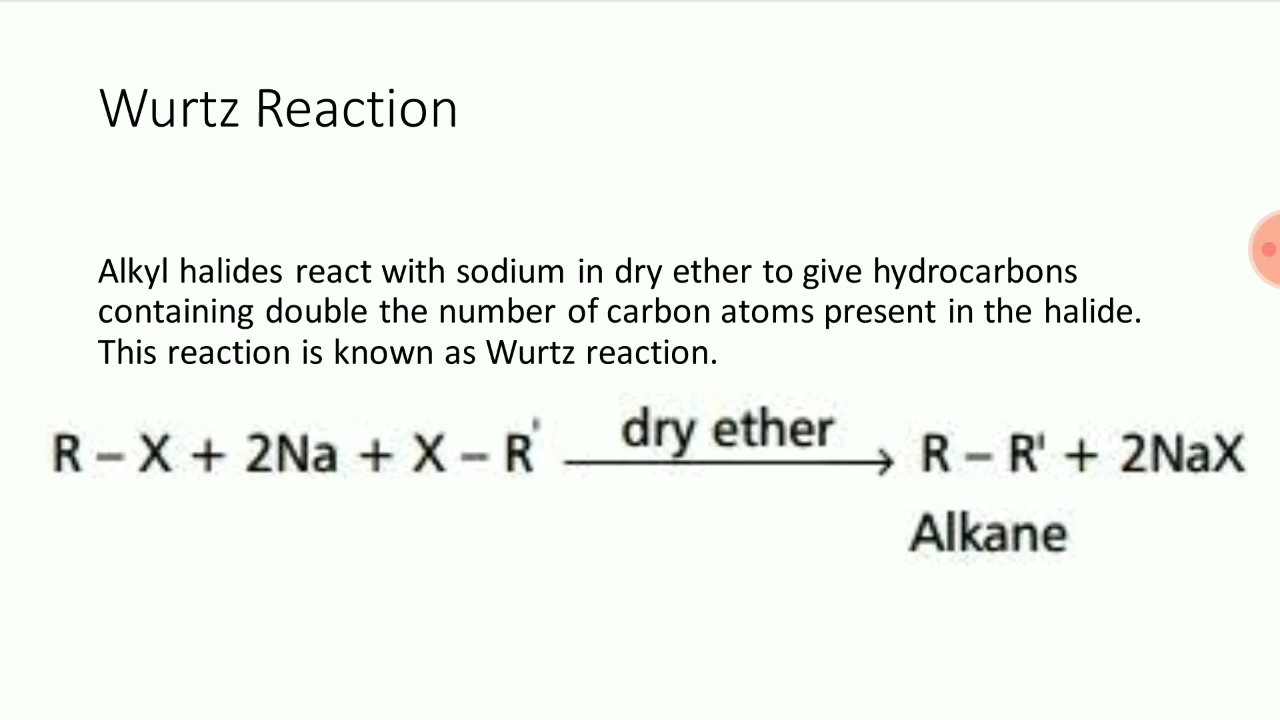 Wurtz Reaction
Alkyl halides react with sodium in dry ether to give hydrocarbons
containing double the number of carbon atoms present in the halide.
This reaction is known as Wurtz reaction.
dry ether
R – X + 2Na + X – R' → R – R' + 2NaX
Alkane